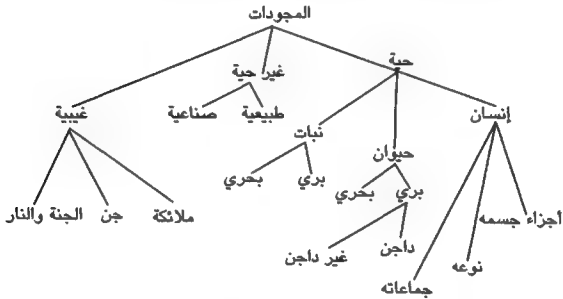 المجودات
حية
غير حية
غيبية
إنسان
طبيعية
صناعية
نبات
حيوان
بري
بحري
بري
بحري
أجزاء جسمه
نوعه
جماعاته
داجن
غير داجن
ملائكة
جن
الجنة والنار